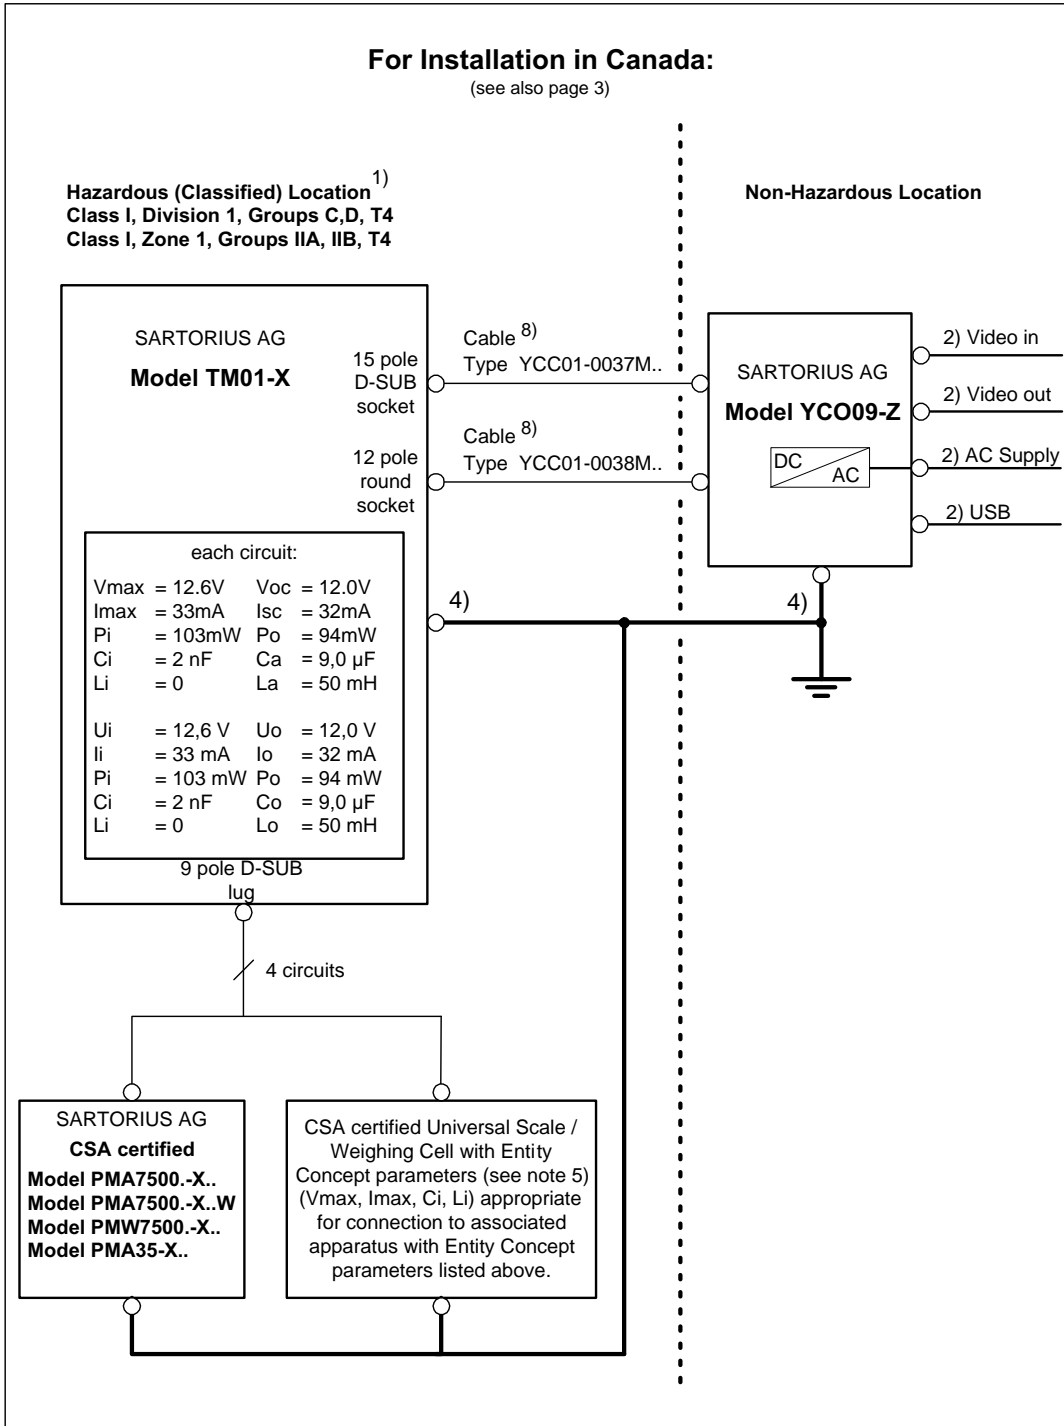 For Installation in Canada:
(see also page 3)
Hazardous (Classified) Location 1)
Class I, Division 1, Groups C,D, T4
Class I, Zone 1, Groups IIA, IIB, T4
Non-Hazardous Location
SARTORIUS AG
Model TM01-X
15 pole
D-SUB
socket
12 pole
round
socket
Cable 8)
Type YCC01-0037M..
Cable 8)
Type YCC01-0038M..
SARTORIUS AG
Model YCO09-Z
DC
AC
2) Video in
2) Video out
2) AC Supply
2) USB
each circuit:
Vmax = 12.6V Voc = 12.0V
Imax = 33mA Isc = 32mA
Pi = 103mW Po = 94mW
Ci = 2 nF Ca = 9,0 µF
Li = 0 La = 50 mH
Ui = 12,6 V Uo = 12,0 V
Ii = 33 mA Io = 32 mA
Pi = 103 mW Po = 94 mW
Ci = 2 nF Co = 9,0 µF
Li = 0 Lo = 50 mH
4)
4)
9 pole D-SUB
lug
4 circuits
SARTORIUS AG
CSA certified
Model PMA7500.-X..
Model PMA7500.-X..W
Model PMW7500.-X..
Model PMA35-X..
CSA certified Universal Scale /
Weighing Cell with Entity
Concept parameters (see note 5)
(Vmax, Imax, Ci, Li) appropriate
for connection to associated
apparatus with Entity Concept
parameters listed above.